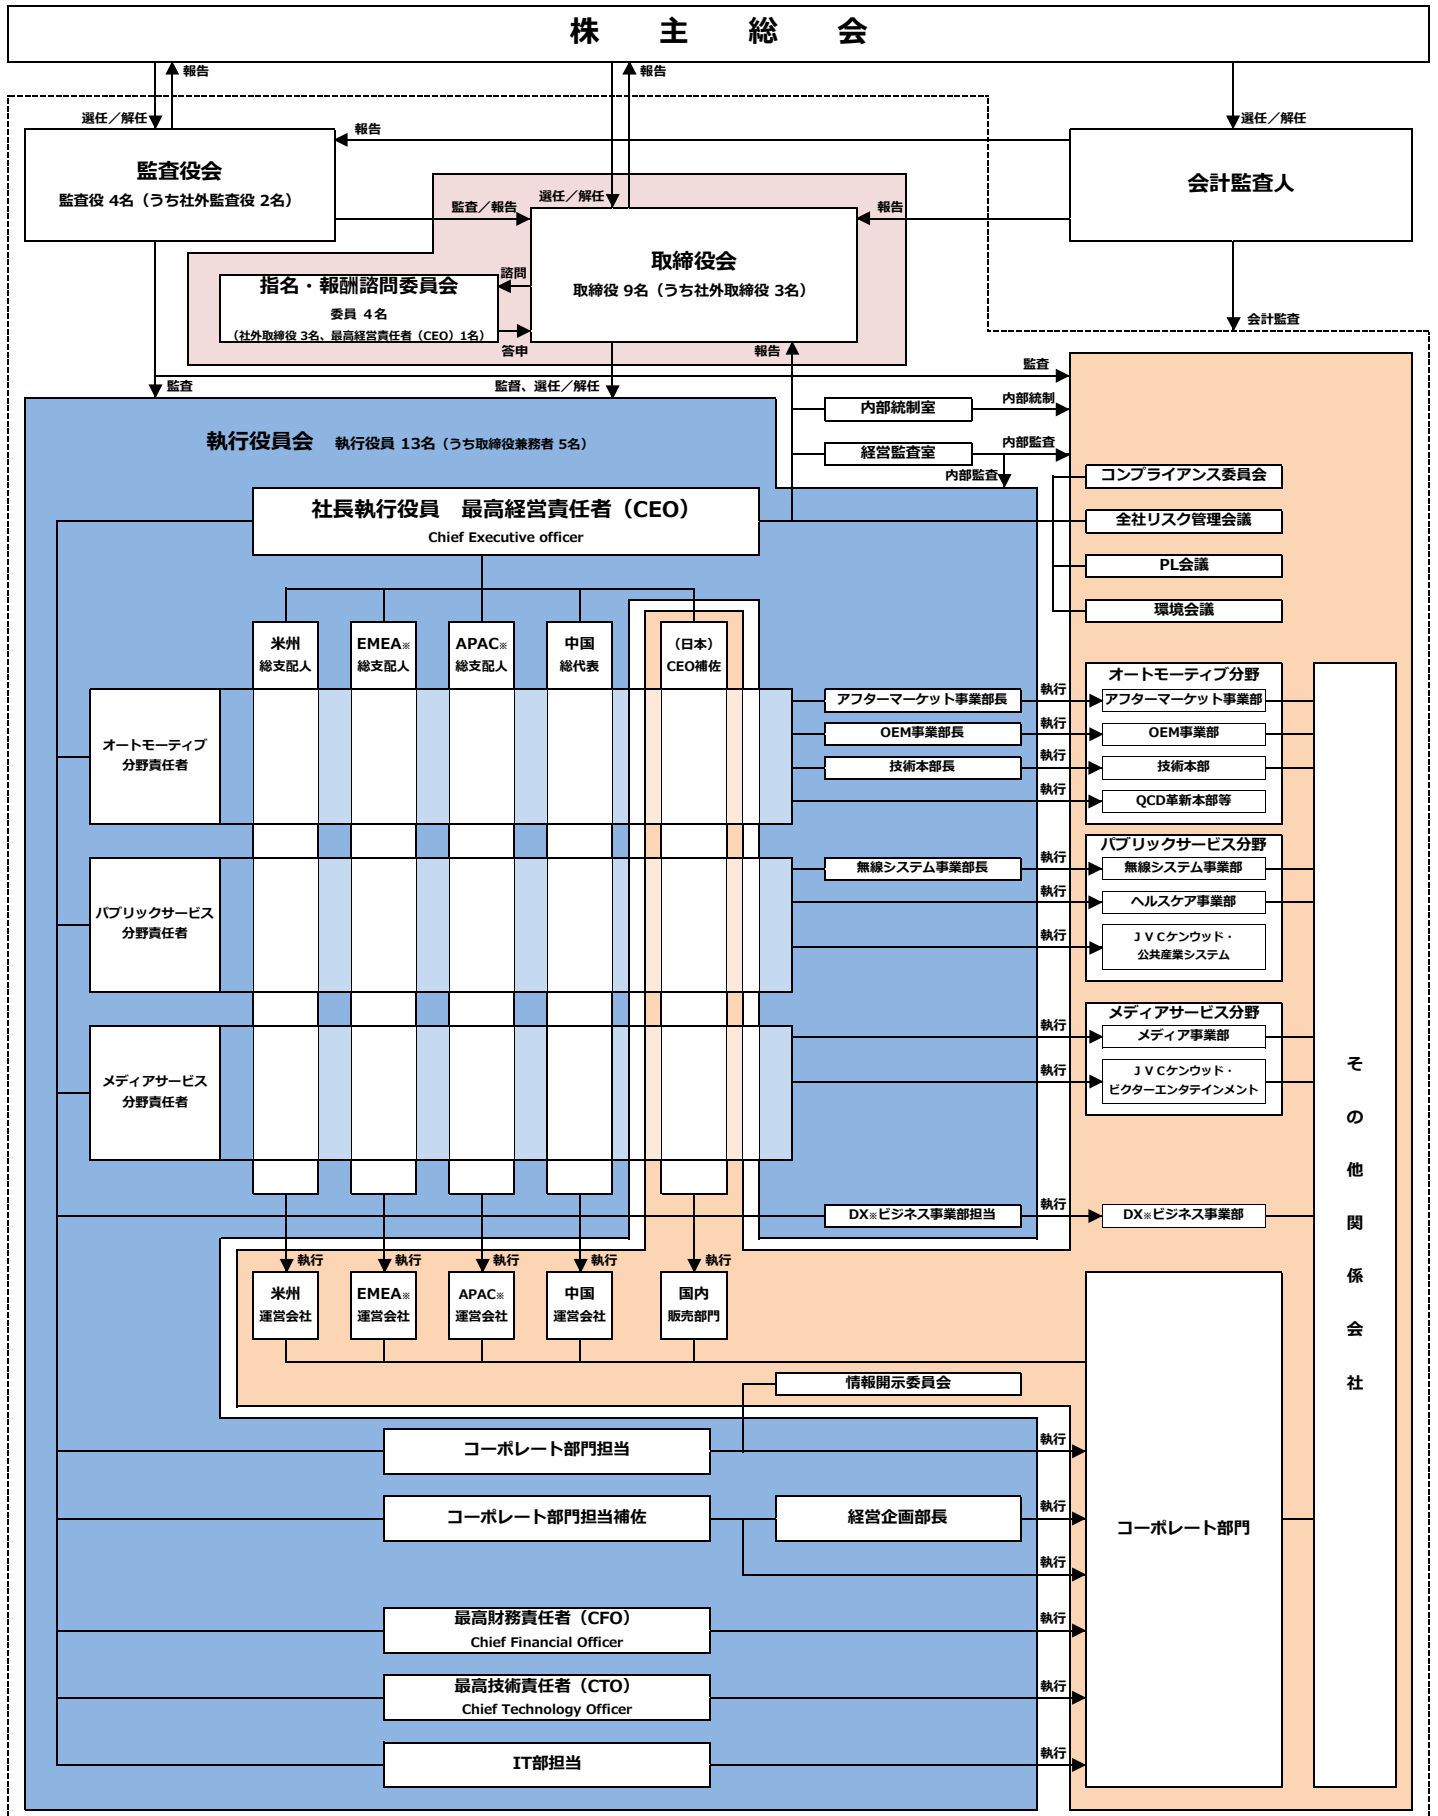 株主総会
報告
報告
選任／解任
選任／解任
報告
監査役会
監査役 4名（うち社外監査役 2名）
会計監査人
選任／解任
監査／報告
報告
取締役会
取締役 9名（うち社外取締役 3名）
諮問
指名・報酬諮問委員会
委員 4名
（社外取締役 3名、最高経営責任者（CEO）1名）
答申
報告
会計監査
監査
監査
監督、選任／解任
内部統制室
内部統制
執行役員会 執行役員 13名（うち取締役兼務者 5名）
経営監査室
内部監査
内部監査
コンプライアンス委員会
社長執行役員 最高経営責任者（CEO）
Chief Executive officer
全社リスク管理会議
PL会議
環境会議
米州
総支配人
EMEA※
総支配人
APAC※
総支配人
中国
総代表
（日本）
CEO補佐
オートモーティブ分野
アフターマーケット事業部長
執行
アフターマーケット事業部
OEM事業部長
執行
OEM事業部
オートモーティブ
分野責任者
技術本部長
執行
技術本部
執行
QCD革新本部等
パブリックサービス分野
無線システム事業部長
執行
無線システム事業部
執行
ヘルスケア事業部
パブリックサービス
分野責任者
執行
ＪＶＣケンウッド・
公共産業システム
メディアサービス分野
執行
メディア事業部
メディアサービス
分野責任者
執行
ＪＶＣケンウッド・
ビクターエンタテインメント
その他関係会社
DX※ビジネス事業部担当
執行
DX※ビジネス事業部
執行
執行
執行
執行
執行
米州
運営会社
EMEA※
運営会社
APAC※
運営会社
中国
運営会社
国内
販売部門
情報開示委員会
コーポレート部門担当
執行
コーポレート部門担当補佐
経営企画部長
執行
コーポレート部門
執行
最高財務責任者（CFO）
Chief Financial Officer
執行
最高技術責任者（CTO）
Chief Technology Officer
執行
IT部担当
執行